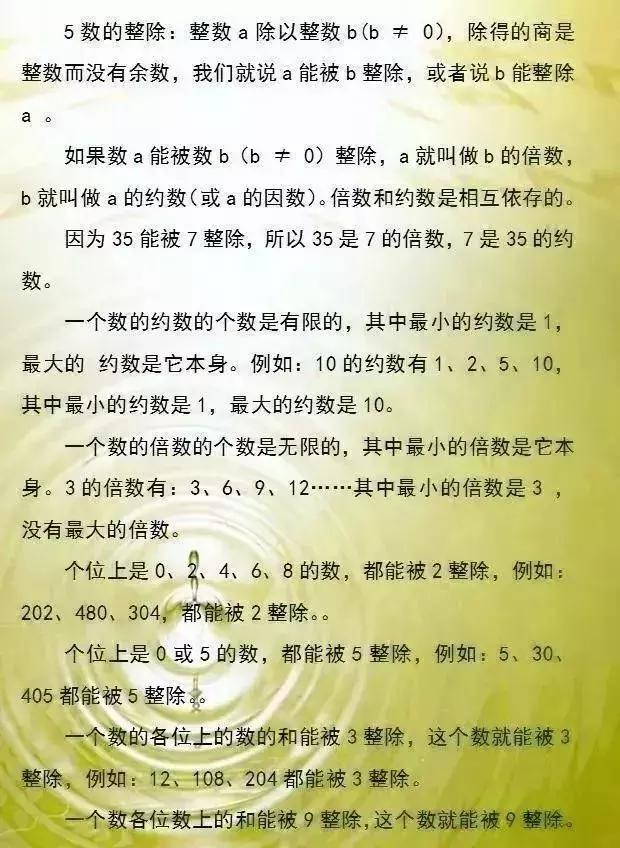 5 数的整除：整数 a 除以整数 b(b ≠ 0)，除得的商是
整数而没有余数，我们就说 a 能被 b 整除，或者说 b 能整除
a 。
如果数 a 能被数 b（b ≠ 0）整除，a 就叫做 b 的倍数，
b 就叫做 a 的约数（或 a 的因数）。倍数和约数是相互依存的。
因为 35 能被 7 整除，所以 35 是 7 的倍数，7 是 35 的约
数。
一个数的约数的个数是有限的，其中最小的约数是 1，
最大的 约数是它本身。例如：10 的约数有 1、2、5、10，
其中最小的约数是 1，最大的约数是 10。
一个数的倍数的个数是无限的，其中最小的倍数是它本
身。3 的倍数有：3、6、9、12……其中最小的倍数是 3 ，
没有最大的倍数。
个位上是 0、2、4、6、8 的数，都能被 2 整除，例如：
202、480、304，都能被 2 整除。。
个位上是 0 或 5 的数，都能被 5 整除，例如：5、30、
405 都能被 5 整除。。
一个数的各位上的数的和能被 3 整除，这个数就能被 3
整除，例如：12、108、204 都能被 3 整除。
一个数各位数上的和能被 9 整除,这个数就能被 9 整除。